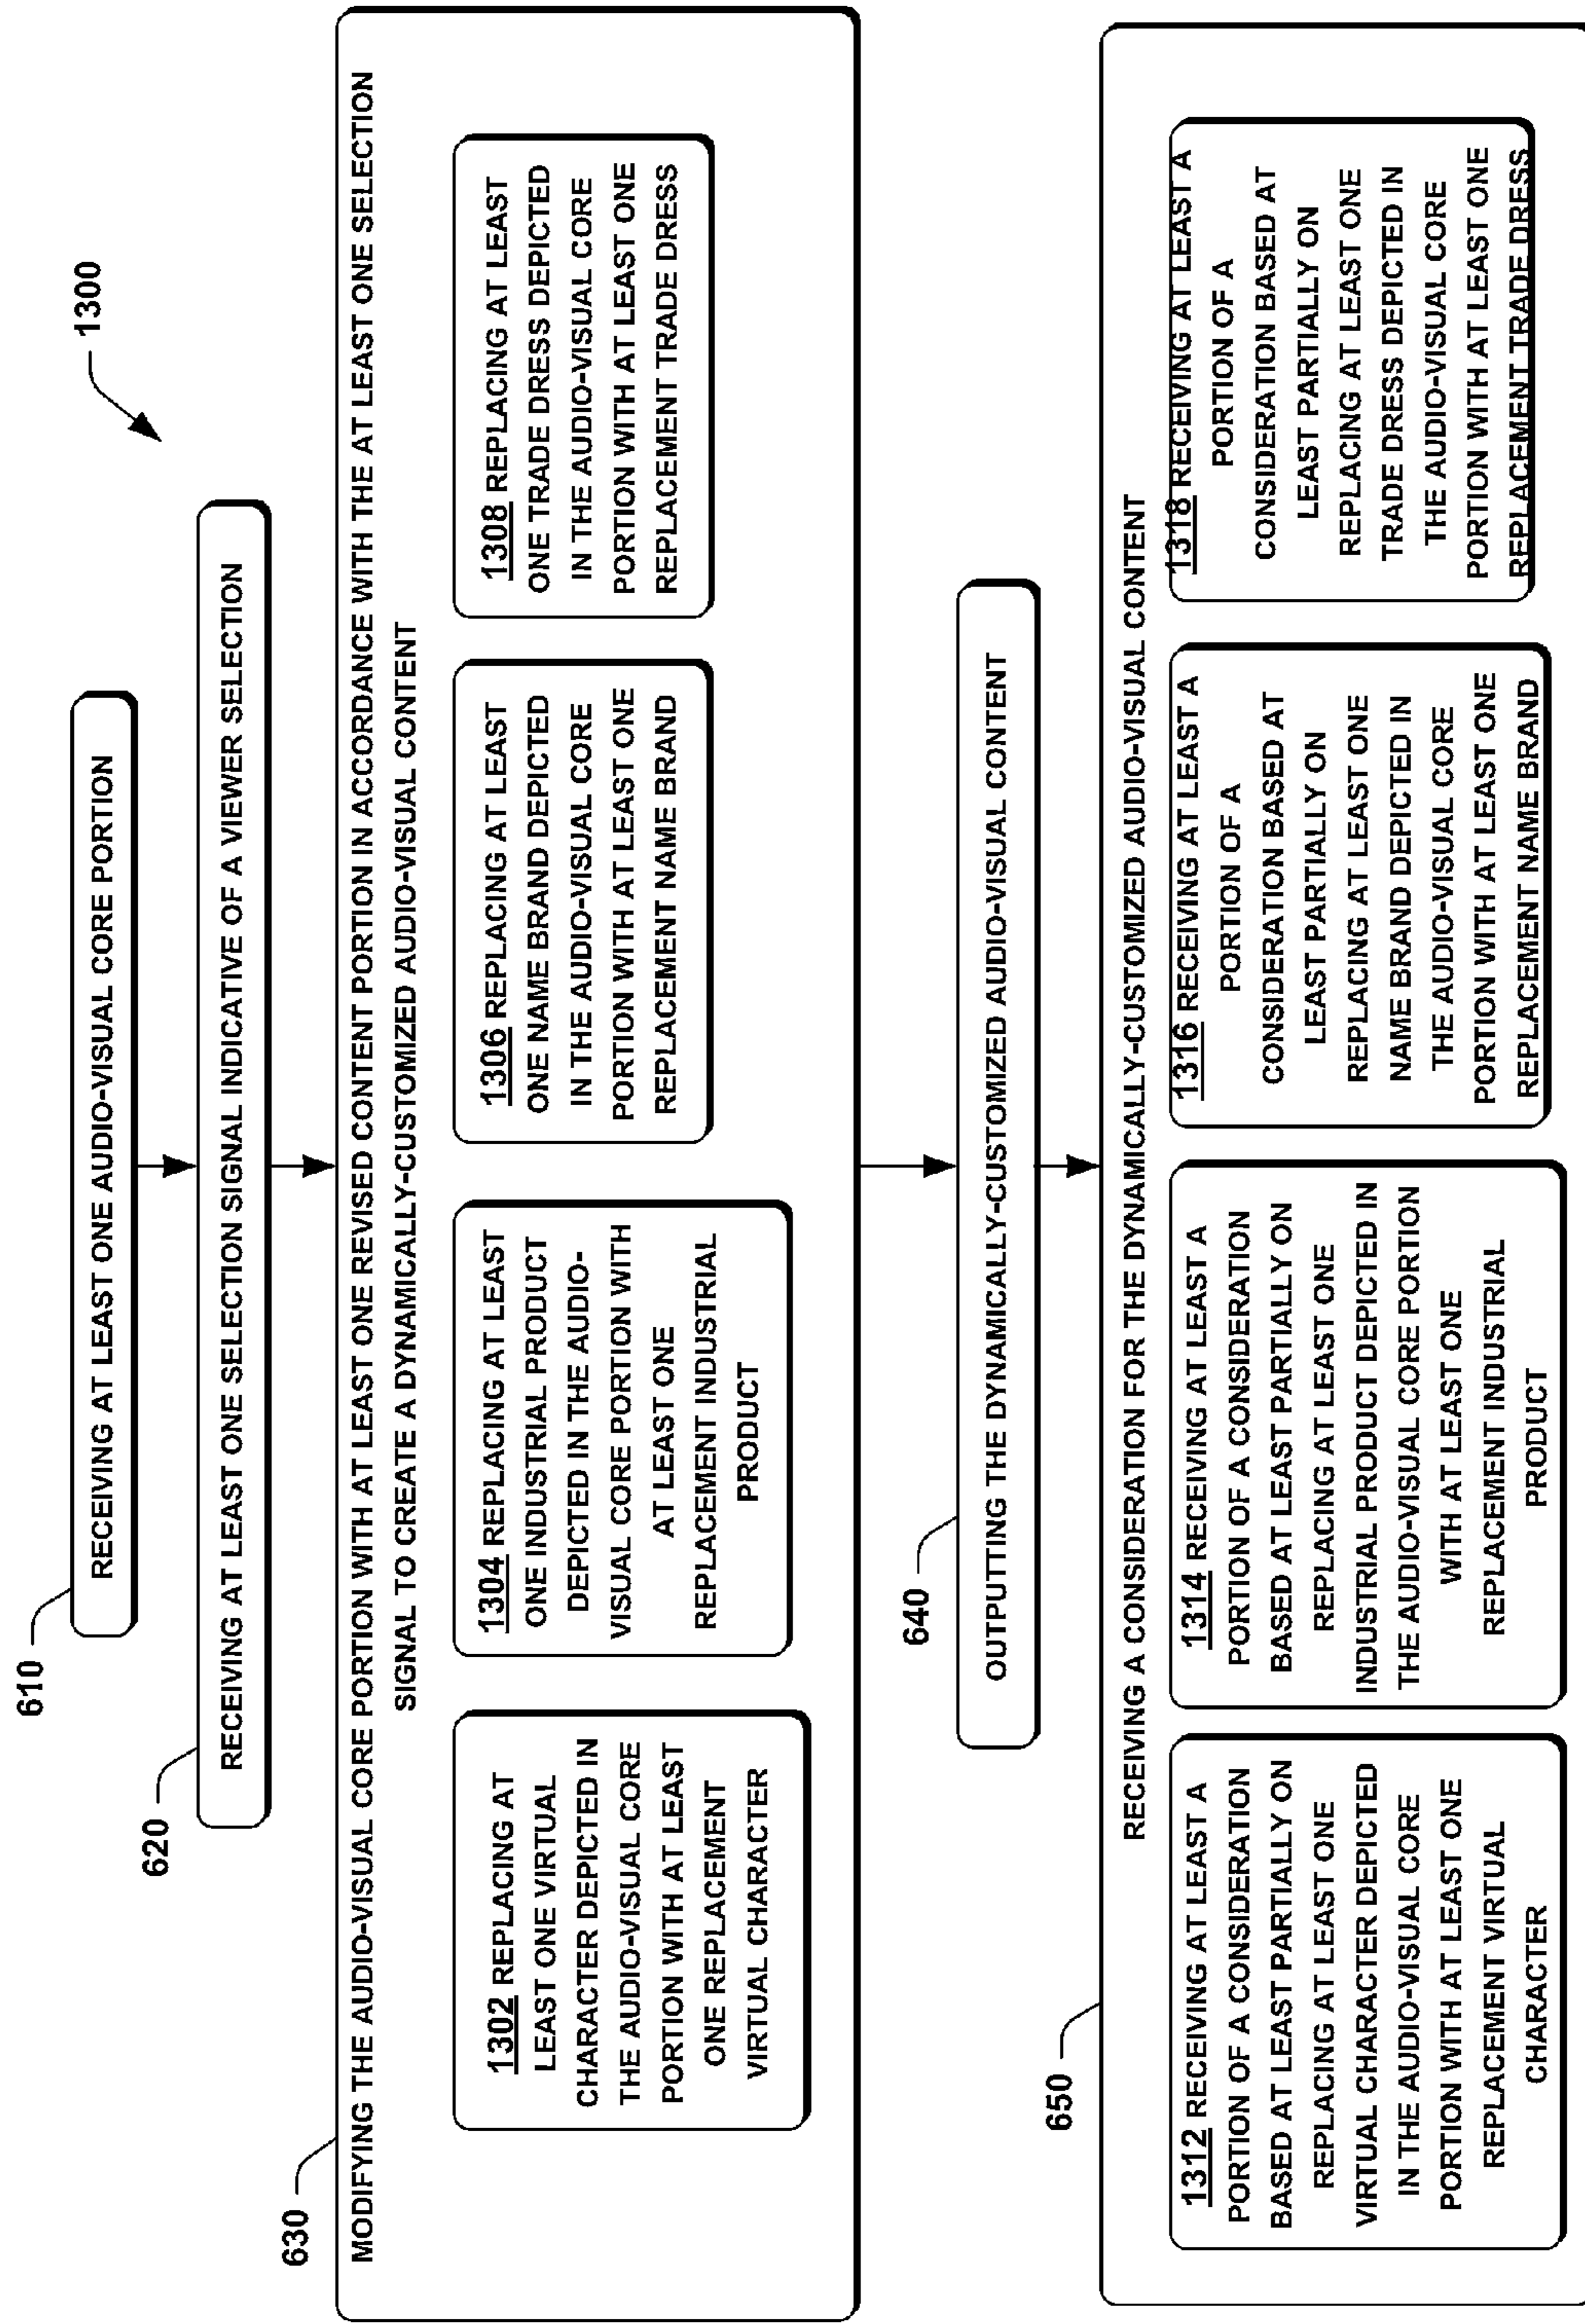 1300
610
RECEIVING AT LEAST ONE AUDIO-VISUAL CORE PORTION
620
RECEIVING AT LEAST ONE SELECTION SIGNAL INDICATIVE OF A VIEWER SELECTION
630
MODIFYING THE AUDIO-VISUAL CORE PORTION WITH AT LEAST ONE REVISED CONTENT PORTION IN ACCORDANCE WITH THE AT LEAST ONE SELECTION
SIGNAL TO CREATE A DYNAMICALLY-CUSTOMIZED AUDIO-VISUAL CONTENT
1302 REPLACING AT
LEAST ONE VIRTUAL
CHARACTER DEPICTED IN
THE AUDIO-VISUAL CORE
PORTION WITH AT LEAST
ONE REPLACEMENT
VIRTUAL CHARACTER
1304 REPLACING AT LEAST
ONE INDUSTRIAL PRODUCT
DEPICTED IN THE AUDIO-
VISUAL CORE PORTION WITH
AT LEAST ONE
REPLACEMENT INDUSTRIAL
PRODUCT
1306 REPLACING AT LEAST
ONE NAME BRAND DEPICTED
IN THE AUDIO-VISUAL CORE
PORTION WITH AT LEAST ONE
REPLACEMENT NAME BRAND
1308 REPLACING AT LEAST
ONE TRADE DRESS DEPICTED
IN THE AUDIO-VISUAL CORE
PORTION WITH AT LEAST ONE
REPLACEMENT TRADE DRESS
640
OUTPUTTING THE DYNAMICALLY-CUSTOMIZED AUDIO-VISUAL CONTENT
650
RECEIVING A CONSIDERATION FOR THE DYNAMICALLY-CUSTOMIZED AUDIO-VISUAL CONTENT
1312 RECEIVING AT LEAST A
PORTION OF A CONSIDERATION
BASED AT LEAST PARTIALLY ON
REPLACING AT LEAST ONE
VIRTUAL CHARACTER DEPICTED
IN THE AUDIO-VISUAL CORE
PORTION WITH AT LEAST ONE
REPLACEMENT VIRTUAL
CHARACTER
1314 RECEIVING AT LEAST A
PORTION OF A CONSIDERATION
BASED AT LEAST PARTIALLY ON
REPLACING AT LEAST ONE
INDUSTRIAL PRODUCT DEPICTED IN
THE AUDIO-VISUAL CORE PORTION
WITH AT LEAST ONE
REPLACEMENT INDUSTRIAL
PRODUCT
1316 RECEIVING AT LEAST A
PORTION OF A
CONSIDERATION BASED AT
LEAST PARTIALLY ON
REPLACING AT LEAST ONE
NAME BRAND DEPICTED IN
THE AUDIO-VISUAL CORE
PORTION WITH AT LEAST ONE
REPLACEMENT NAME BRAND
1318 RECEIVING AT LEAST A
PORTION OF A
CONSIDERATION BASED AT
LEAST PARTIALLY ON
REPLACING AT LEAST ONE
TRADE DRESS DEPICTED IN
THE AUDIO-VISUAL CORE
PORTION WITH AT LEAST ONE
REPLACEMENT TRADE DRESS